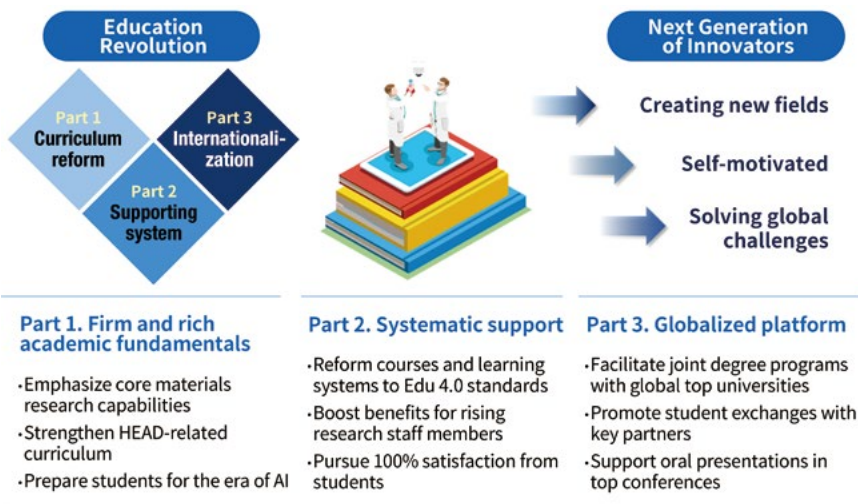 Education
Revolution
Part 1
Curriculum
reform
Part 2
Supporting
system
Part 3
Internationali-
zation
Next Generation
of Innovators
Creating new fields
Self-motivated
Solving global
challenges
Part 1. Firm and rich
academic fundamentals
·Emphasize core materials
research capabilities
·Strengthen HEAD-related
curriculum
·Prepare students for the era of AI
Part 2. Systematic support
·Reform courses and learning
systems to Edu 4.0 standards
·Boost benefits for rising
research staff members
·Pursue 100% satisfaction from
students
Part 3. Globalized platform
·Facilitate joint degree programs
with global top universities
·Promote student exchanges with
key partners
·Support oral presentations in
top conferences